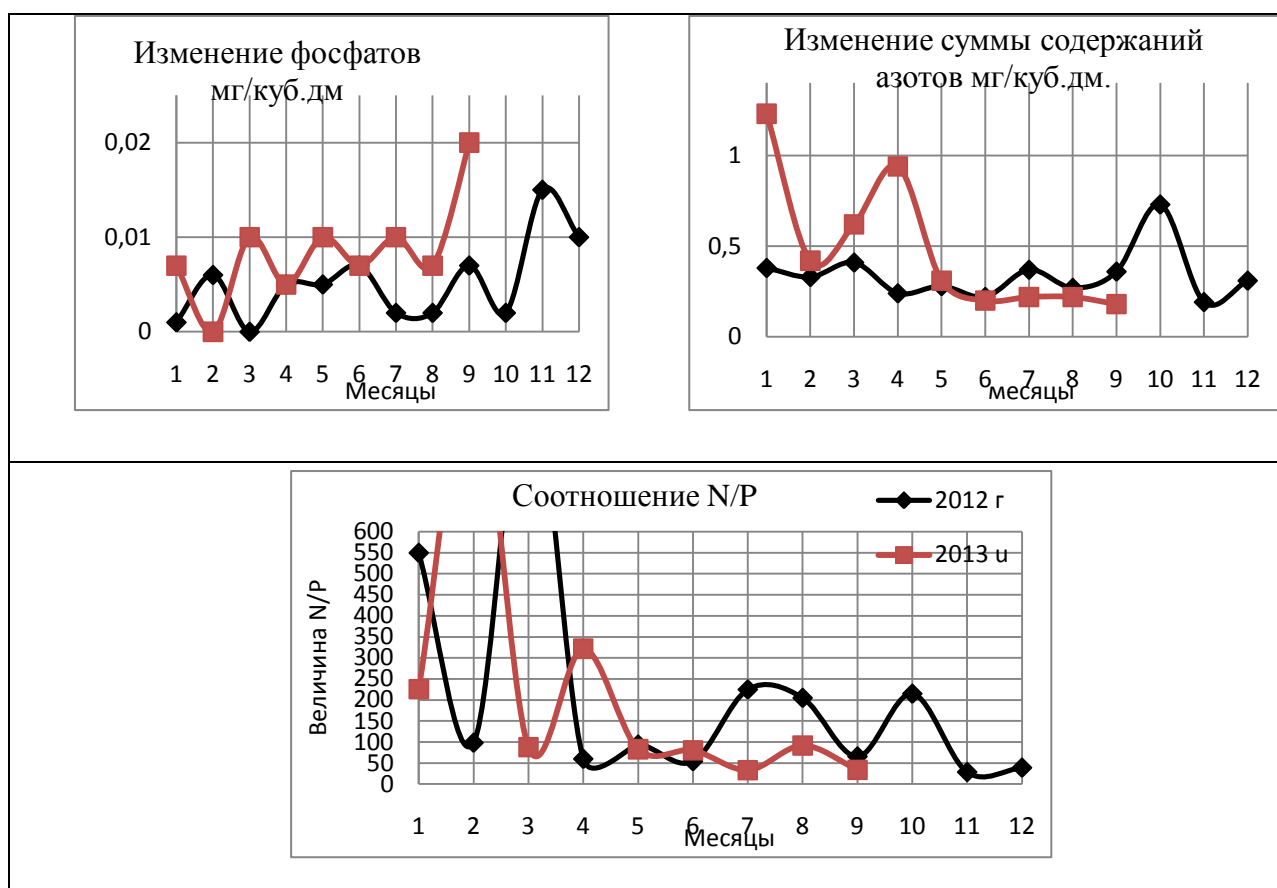 Изменение фосфатов
мг/куб.дм
0,02
0,01
0
1 2 3 4 5 6 7 8 9 10 11 12
Месяцы
Изменение суммы содержаний
азотов мг/куб.дм.
1
0,5
0
1 2 3 4 5 6 7 8 9 10 11 12
месяцы
Соотношение N/P
2012 г
2013 u
Величина N/P
600
550
500
450
400
350
300
250
200
150
100
50
0
1 2 3 4 5 6 7 8 9 10 11 12
Месяцы